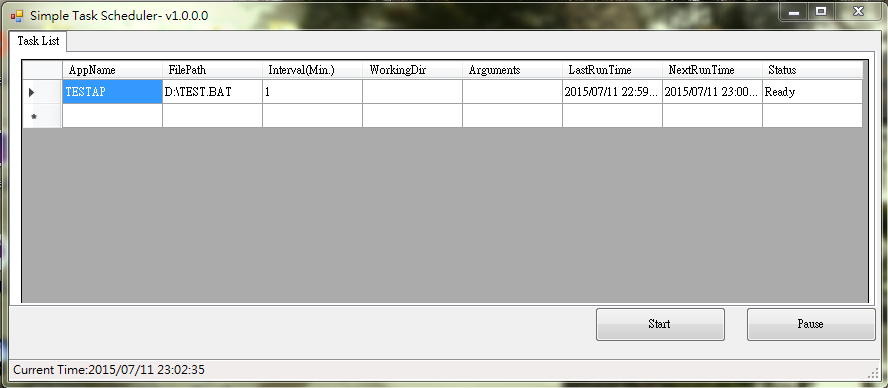 Simple Task Scheduler- v1.0.0.0
Task List
AppName FilePath Interval(Min.) WorkingDir Arguments LastRunTime NextRunTime Status
TESTAP D:\TEST.BAT 1 2015/07/11 22:59... 2015/07/11 23:00... Ready
Start Pause
Current Time:2015/07/11 23:02:35